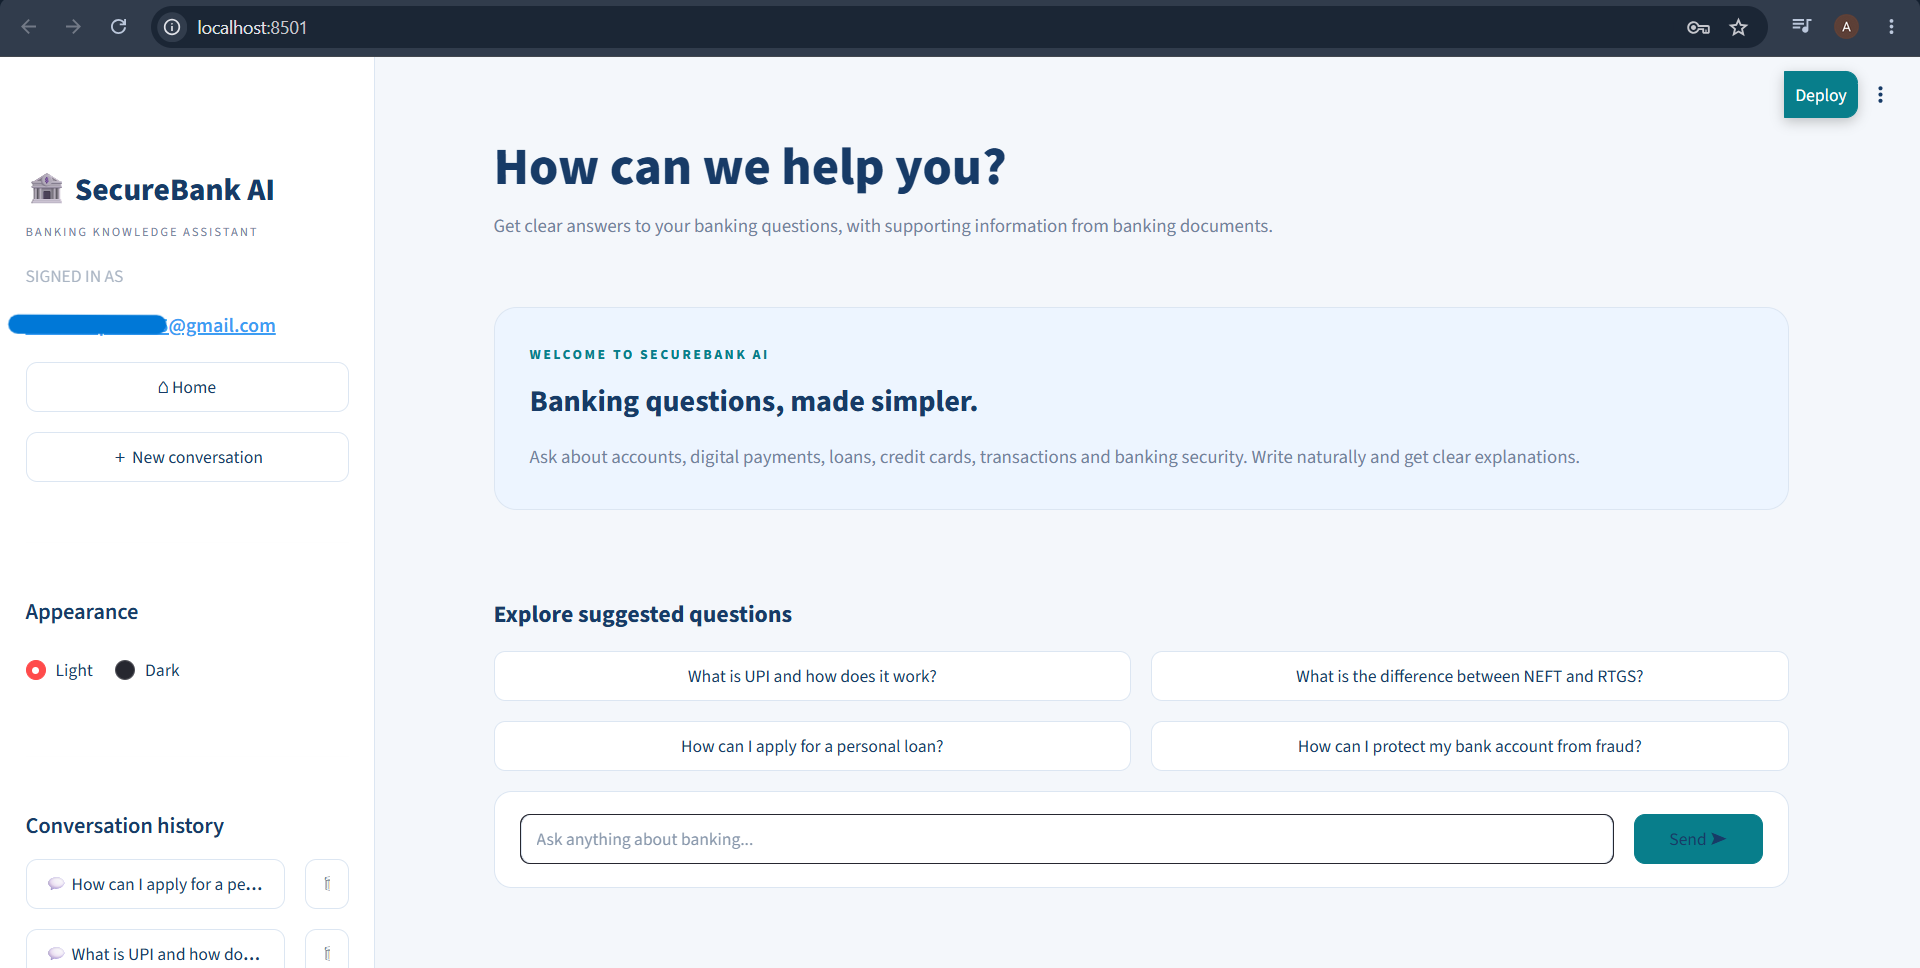 localhost:8501
A
Deploy
SecureBank AI
BANKING KNOWLEDGE ASSISTANT
SIGNED IN AS
@gmail.com
Home
+ New conversation
Appearance
Light
Dark
Conversation history
How can I apply for a pe...
What is UPI and how do...
How can we help you?
Get clear answers to your banking questions, with supporting information from banking documents.
WELCOME TO SECUREBANK AI
Banking questions, made simpler.
Ask about accounts, digital payments, loans, credit cards, transactions and banking security. Write naturally and get clear explanations.
Explore suggested questions
What is UPI and how does it work?
What is the difference between NEFT and RTGS?
How can I apply for a personal loan?
How can I protect my bank account from fraud?
Ask anything about banking...
Send ➤